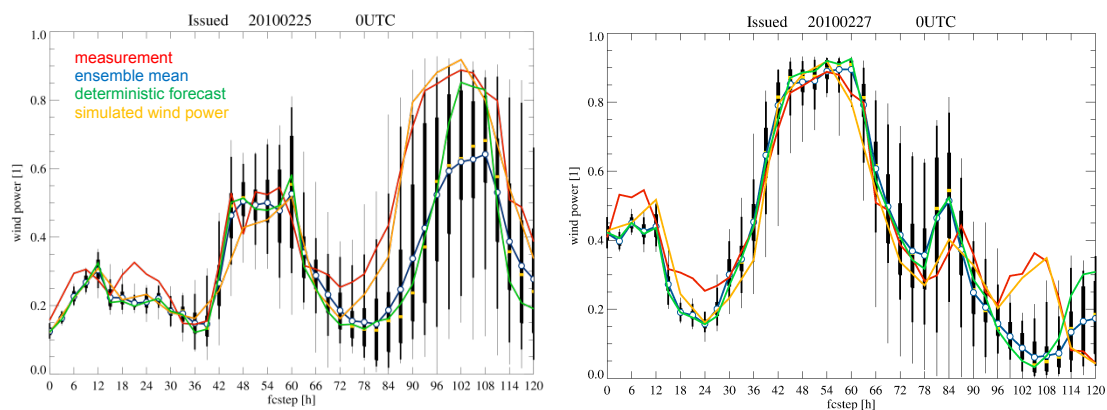 Issued 20100225 0UTC
1.0
measurement
ensemble mean
deterministic forecast
simulated wind power
0.8
0.6
0.4
0.2
0.0
wind power [1]
0 6 12 18 24 30 36 42 48 54 60 66 72 78 84 90 96 102 108 114 120
fcstep [h]
Issued 20100227 0UTC
1.0
0.8
0.6
0.4
0.2
0.0
wind power [1]
0 6 12 18 24 30 36 42 48 54 60 66 72 78 84 90 96 102 108 114 120
fcstep [h]